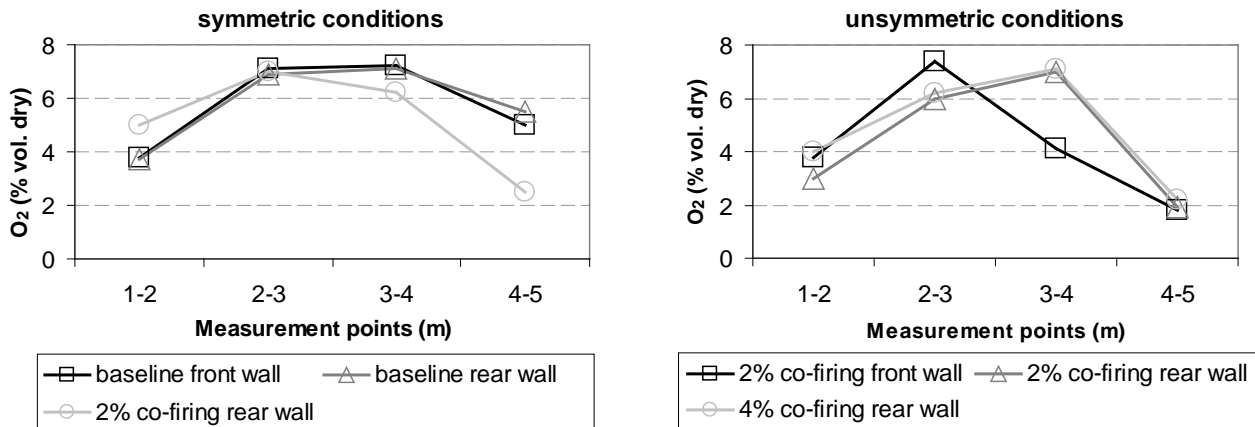 symmetric conditions
O₂ (% vol. dry)
8
6
4
2
0
1-2 2-3 3-4 4-5
Measurement points (m)
baseline front wall baseline rear wall
2% co-firing rear wall
unsymmetric conditions
O₂ (% vol. dry)
8
6
4
2
0
1-2 2-3 3-4 4-5
Measurement points (m)
2% co-firing front wall 2% co-firing rear wall
4% co-firing rear wall